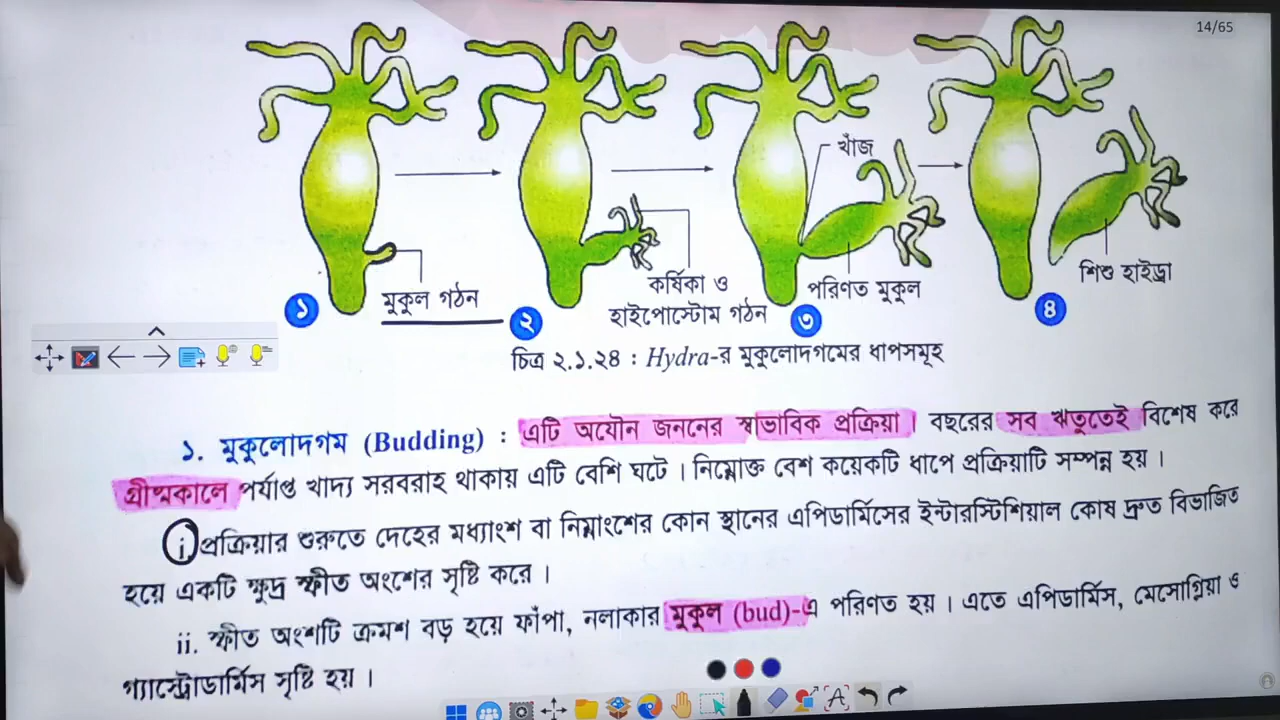 14/65
খাঁজ
শিশু হাইড্রা
কর্ষিকা ও
হাইপোস্টোম গঠন
পরিণত মুকুল
মুকুল গঠন
১
২
৩
৪
চিত্র ২.১.২৪ : Hydra-র মুকুলোদগমের ধাপসমূহ
১. মুকুলোদগম (Budding) : এটি অযৌন জননের স্বাভাবিক প্রক্রিয়া। বছরের সব ঋতুতেই বিশেষ করে
গ্রীষ্মকালে পর্যাপ্ত খাদ্য সরবরাহ থাকায় এটি বেশি ঘটে। নিম্নোক্ত বেশ কয়েকটি ধাপে প্রক্রিয়াটি সম্পন্ন হয়।
i প্রক্রিয়ার শুরুতে দেহের মধ্যাংশ বা নিম্নাংশের কোন স্থানের এপিডার্মিসের ইন্টারস্টিশিয়াল কোষ দ্রুত বিভাজিত
হয়ে একটি ক্ষুদ্র স্ফীত অংশের সৃষ্টি করে।
ii. স্ফীত অংশটি ক্রমশ বড় হয়ে ফাঁপা, নলাকার মুকুল (bud)-এ পরিণত হয়। এতে এপিডার্মিস, মেসোগ্লিয়া ও
গ্যাস্ট্রোডার্মিস সৃষ্টি হয়।